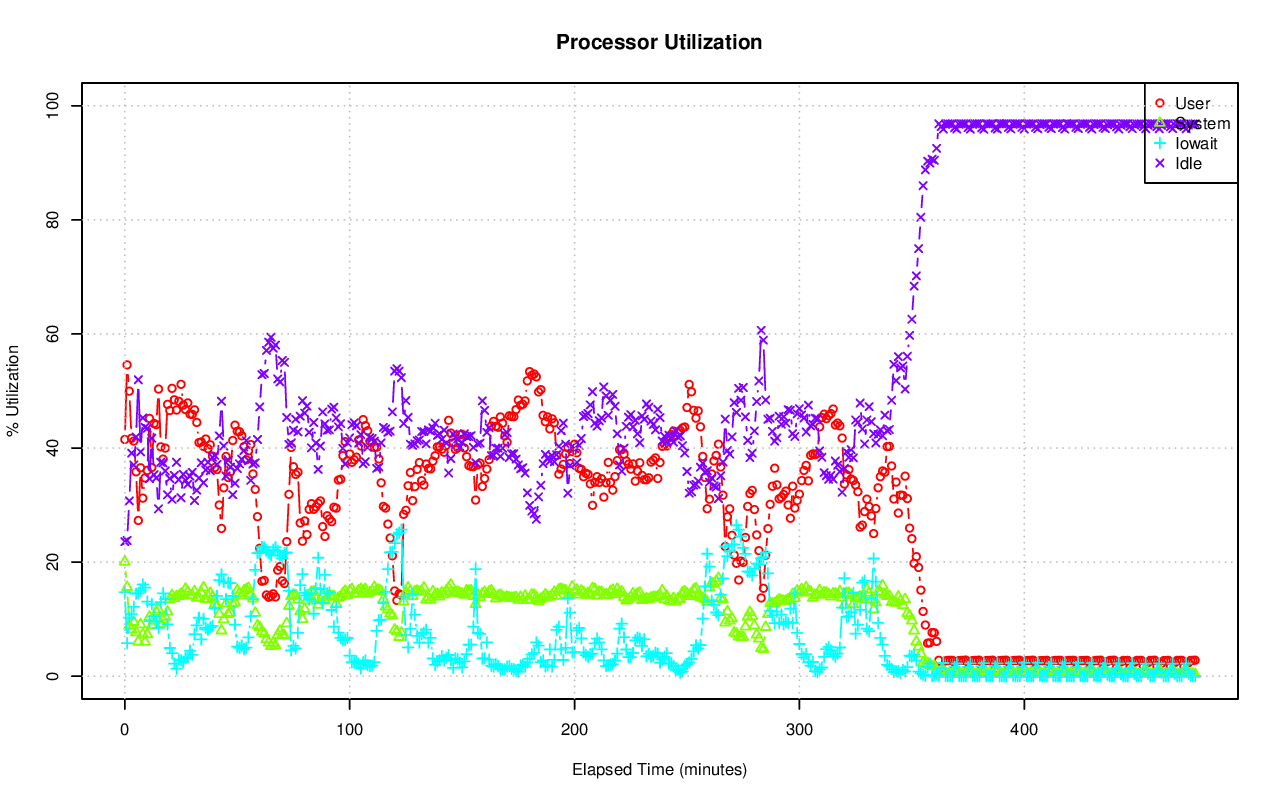 Processor Utilization
% Utilization
100
80
60
40
20
0
User
System
Iowait
Idle
0 100 200 300 400
Elapsed Time (minutes)